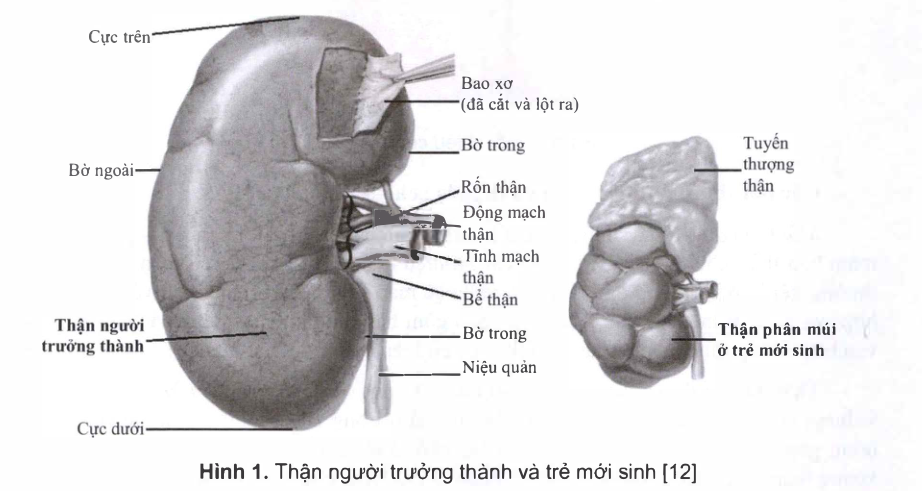 Cực trên
Bao xơ
(đã cắt và lột ra)
Bờ trong
Bờ ngoài
Rốn thận
Động mạch
thận
Tĩnh mạch
thận
Bể thận
Thận người
trưởng thành
Bờ trong
Niệu quản
Cực dưới
Tuyến
thượng
thận
Thận phân múi
ở trẻ mới sinh
Hình 1. Thận người trưởng thành và trẻ mới sinh [12]